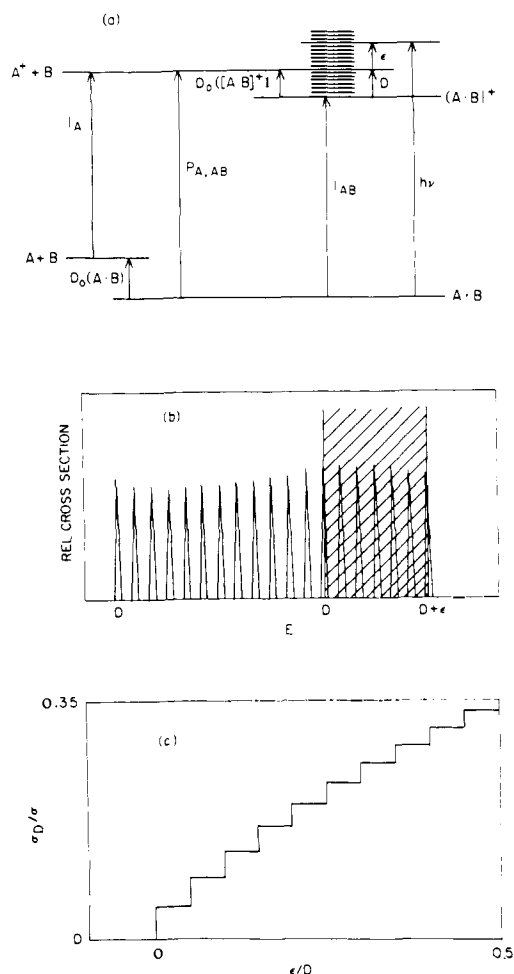 (a)
ϵ
A⁺ + B
D₀([A·B]⁺)
D
(A·B)⁺
I_A
P_A,AB
I_AB
hν
A + B
D₀(A·B)
A·B
(b)
REL CROSS SECTION
0
D
D+ϵ
E
0.35
(c)
σ_D/σ
0
0
0.5
ϵ/D